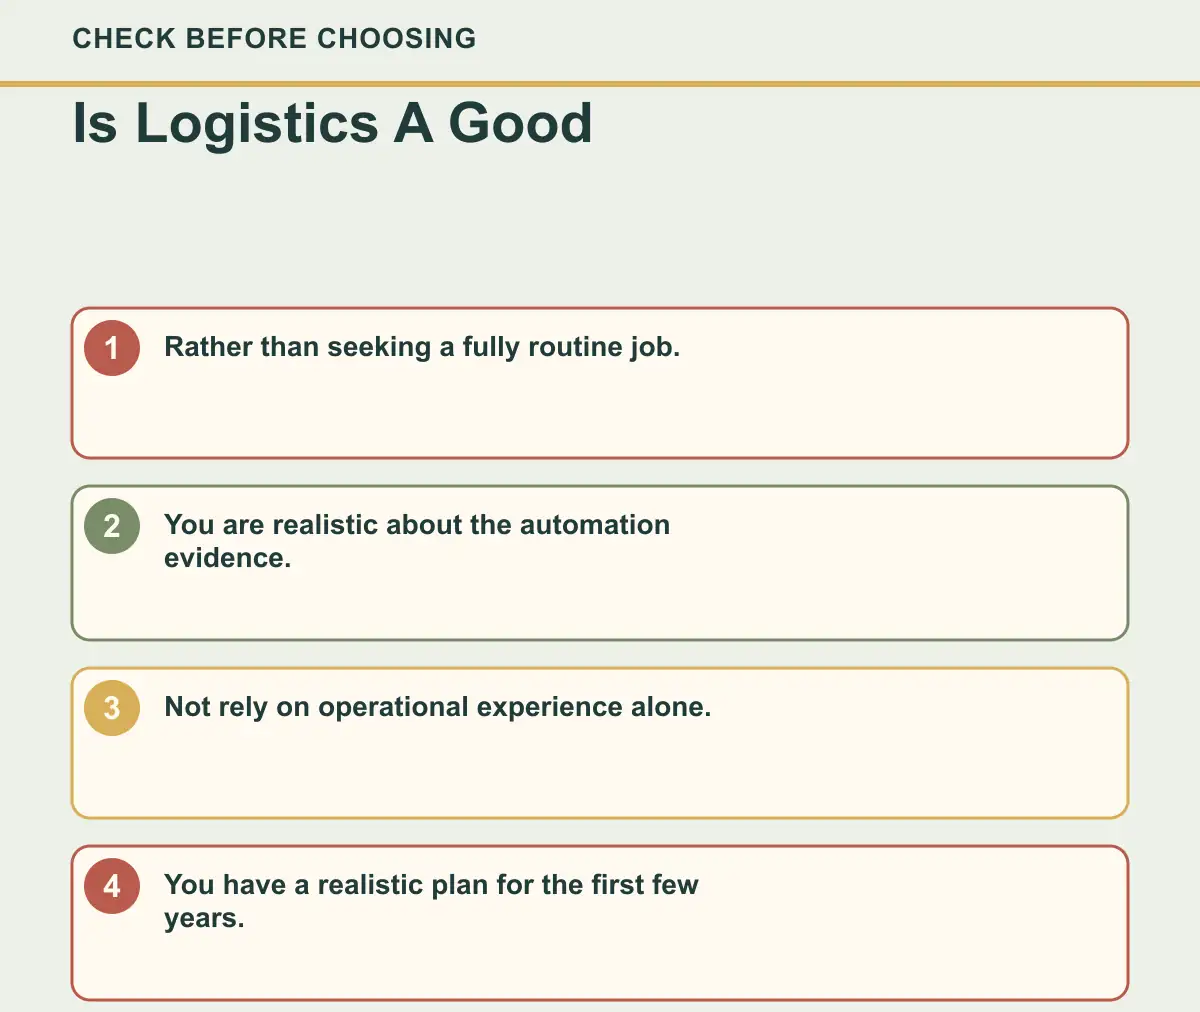 CHECK BEFORE CHOOSING
Is Logistics A Good
1
Rather than seeking a fully routine job.
2
You are realistic about the automation
evidence.
3
Not rely on operational experience alone.
4
You have a realistic plan for the first few
years.